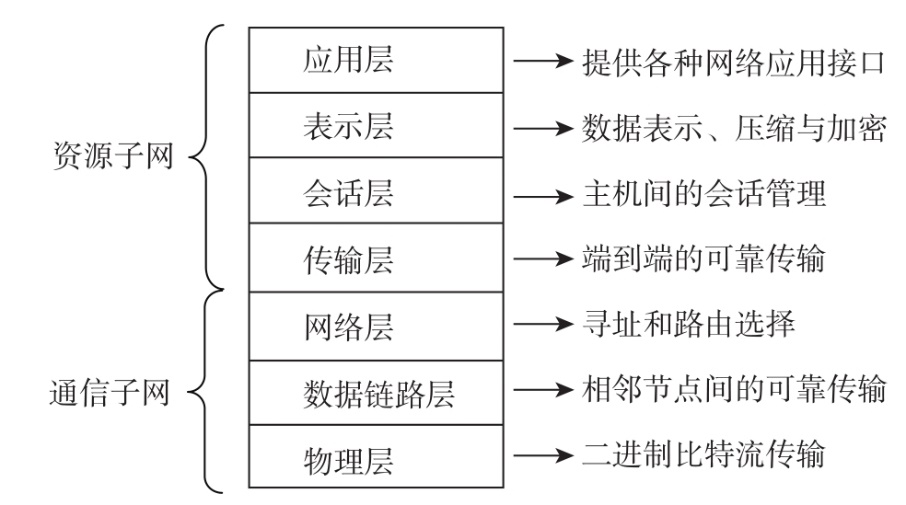 资源子网
应用层
提供各种网络应用接口
表示层
数据表示、压缩与加密
会话层
主机间的会话管理
传输层
端到端的可靠传输
通信子网
网络层
寻址和路由选择
数据链路层
相邻节点间的可靠传输
物理层
二进制比特流传输